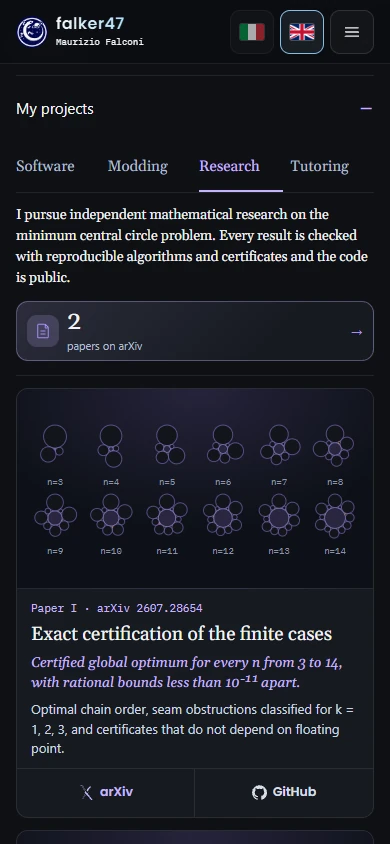 falker47
Maurizio Falconi
My projects
Software Modding Research Tutoring
I pursue independent mathematical research on the
minimum central circle problem. Every result is checked
with reproducible algorithms and certificates and the code
is public.
2
papers on arXiv
→
n=3 n=4 n=5 n=6 n=7 n=8
n=9 n=10 n=11 n=12 n=13 n=14
Paper I · arXiv 2607.28654
Exact certification of the finite cases
Certified global optimum for every n from 3 to 14,
with rational bounds less than 10⁻¹¹ apart.
Optimal chain order, seam obstructions classified for k =
1, 2, 3, and certificates that do not depend on floating
point.
arXiv GitHub